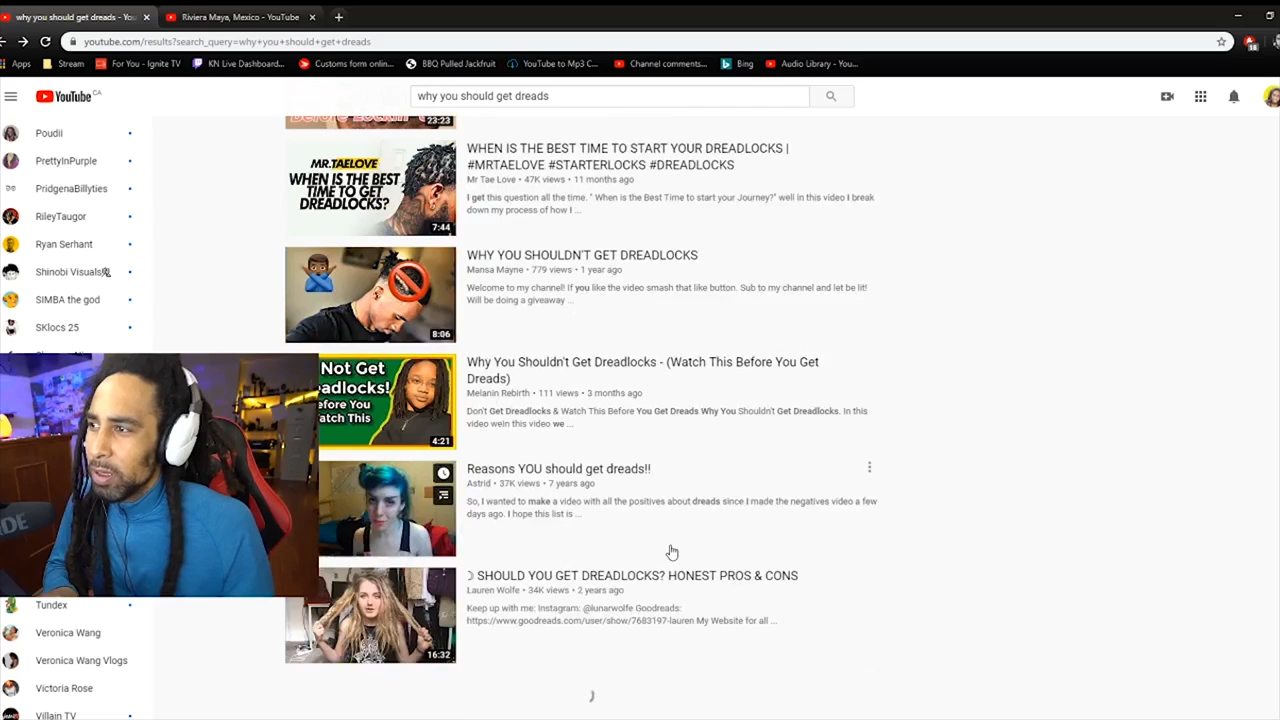 why you should get dreads - You
Riviera Maya, Mexico - YouTube
youtube.com/results?search_query=why+you+should+get+dreads
18
Apps
Stream
For You - Ignite TV
KN Live Dashboard...
Customs form onlin...
BBQ Pulled Jackfruit
YouTube to Mp3 C...
Channel comments...
Bing
Audio Library - You...
YouTube CA
why you should get dreads
Poudii
PrettyInPurple
PridgenaBillyties
RileyTaugor
Ryan Serhant
Shinobi Visuals
SIMBA the god
SKlocs 25
Tundex
Veronica Wang
Veronica Wang Vlogs
Victoria Rose
Villain TV
23:23
MR.TAELOVE
WHEN IS THE BEST
TIME TO GET
DREADLOCKS?
7:44
WHEN IS THE BEST TIME TO START YOUR DREADLOCKS |
#MRTAELOVE #STARTERLOCKS #DREADLOCKS
Mr Tae Love • 47K views • 11 months ago
I get this question all the time. " When is the Best Time to start your Journey?" well in this video I break
down my process of how I ...
8:06
WHY YOU SHOULDN'T GET DREADLOCKS
Mansa Mayne • 779 views • 1 year ago
Welcome to my channel! If you like the video smash that like button. Sub to my channel and let be lit!
Will be doing a giveaway ...
Not Get
eadlocks!
efore You
atch This
4:21
Why You Shouldn't Get Dreadlocks - (Watch This Before You Get
Dreads)
Melanin Rebirth • 111 views • 3 months ago
Don't Get Dreadlocks & Watch This Before You Get Dreads Why You Shouldn't Get Dreadlocks. In this
video wein this video we ...
Reasons YOU should get dreads!!
Astrid • 37K views • 7 years ago
So, I wanted to make a video with all the positives about dreads since I made the negatives video a few
days ago. I hope this list is ...
16:32
☽ SHOULD YOU GET DREADLOCKS? HONEST PROS & CONS
Lauren Wolfe • 34K views • 2 years ago
Keep up with me: Instagram: @lunarwolfe Goodreads:
https://www.goodreads.com/user/show/7683197-lauren My Website for all ...